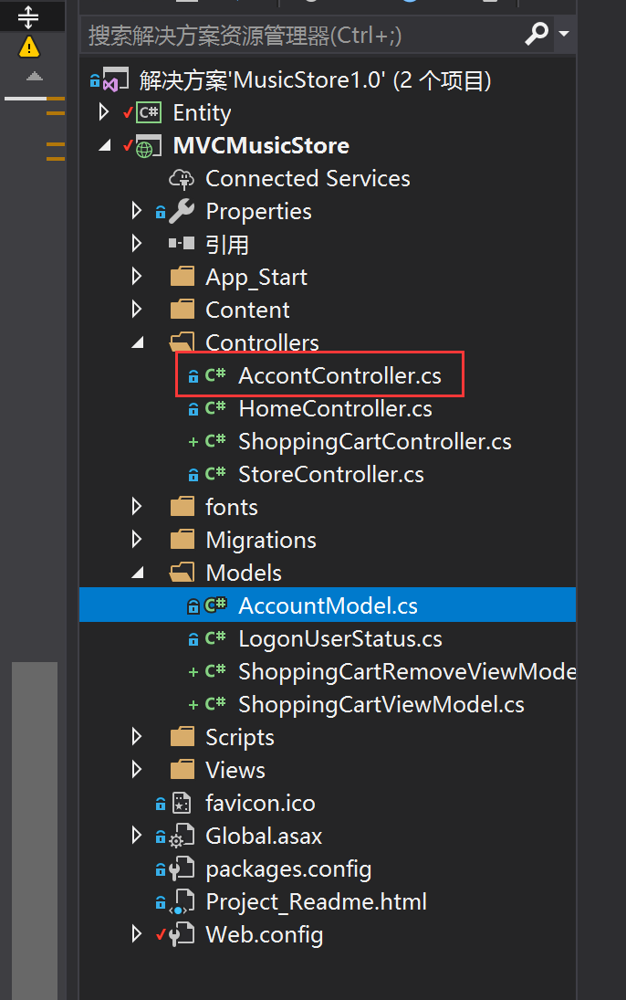 搜索解决方案资源管理器(Ctrl+;)
解决方案'MusicStore1.0' (2 个项目)
C# Entity
MVCMusicStore
Connected Services
Properties
引用
App_Start
Content
Controllers
C# AccontController.cs
C# HomeController.cs
+ C# ShoppingCartController.cs
C# StoreController.cs
fonts
Migrations
Models
C# AccountModel.cs
C# LogonUserStatus.cs
+ C# ShoppingCartRemoveViewMode
+ C# ShoppingCartViewModel.cs
Scripts
Views
favicon.ico
Global.asax
packages.config
Project_Readme.html
Web.config